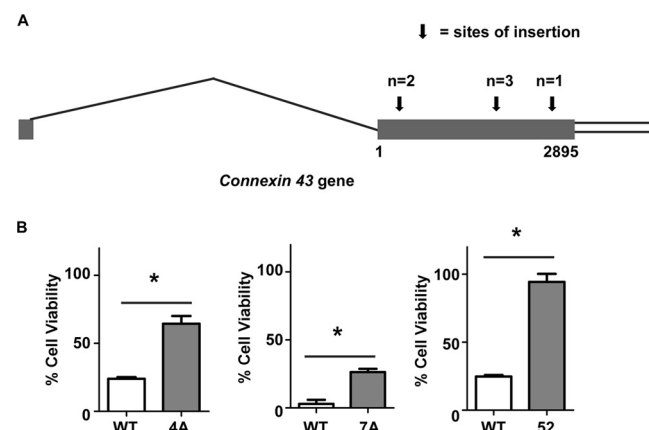 A
= sites of insertion
n=2 n=3 n=1
1 2895
Connexin 43 gene
B
* * *
% Cell Viability % Cell Viability % Cell Viability
100 100 100
50 50 50
0 0 0
WT 4A WT 7A WT 52